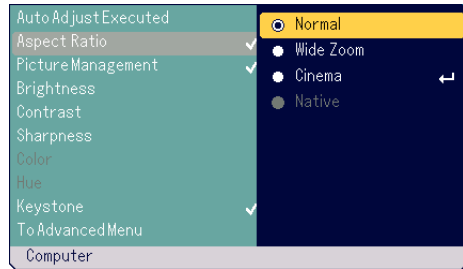 Auto Adjust Executed
Aspect Ratio
Picture Management
Brightness
Contrast
Sharpness
Color
Hue
Keystone
To Advanced Menu
Computer
Normal
Wide Zoom
Cinema
Native